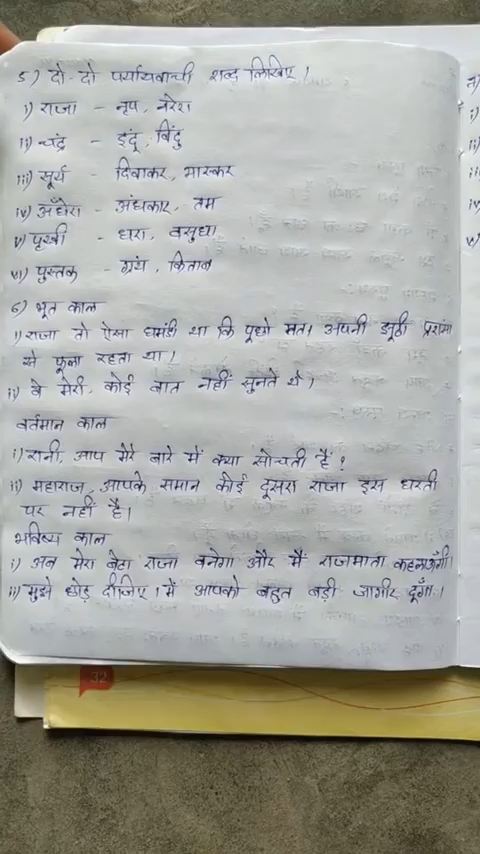 5) दो-दो पर्यायवाची शब्द लिखिए।
i) राजा - नृप, नरेश
ii) चंद्र - इंदू, विंदु
iii) सूर्य - दिवाकर, भास्कर
iv) अँधेरा - अंधकार, तम
v) पृथ्वी - धरा, वसुधा
vi) पुस्तक - ग्रंथ, किताब
6) भूत काल
i) राजा तो ऐसा घमंडी था कि पूछो मत। अपनी झूठी प्रशंसा
से फूला रहता था।
ii) वे मेरी, कोई बात नहीं सुनते थे।
वर्तमान काल
i) रानी, आप मेरे बारे में क्या सोचती हैं?
ii) महाराज, आपके समान कोई दूसरा राजा इस धरती
पर नहीं है।
भविष्य काल
i) अब मेरा बेटा राजा बनेगा और मैं राजमाता कहलाऊँगी।
ii) मुझे छोड़ दीजिए। में आपको बहुत बड़ी जागीर दूँगा।
32